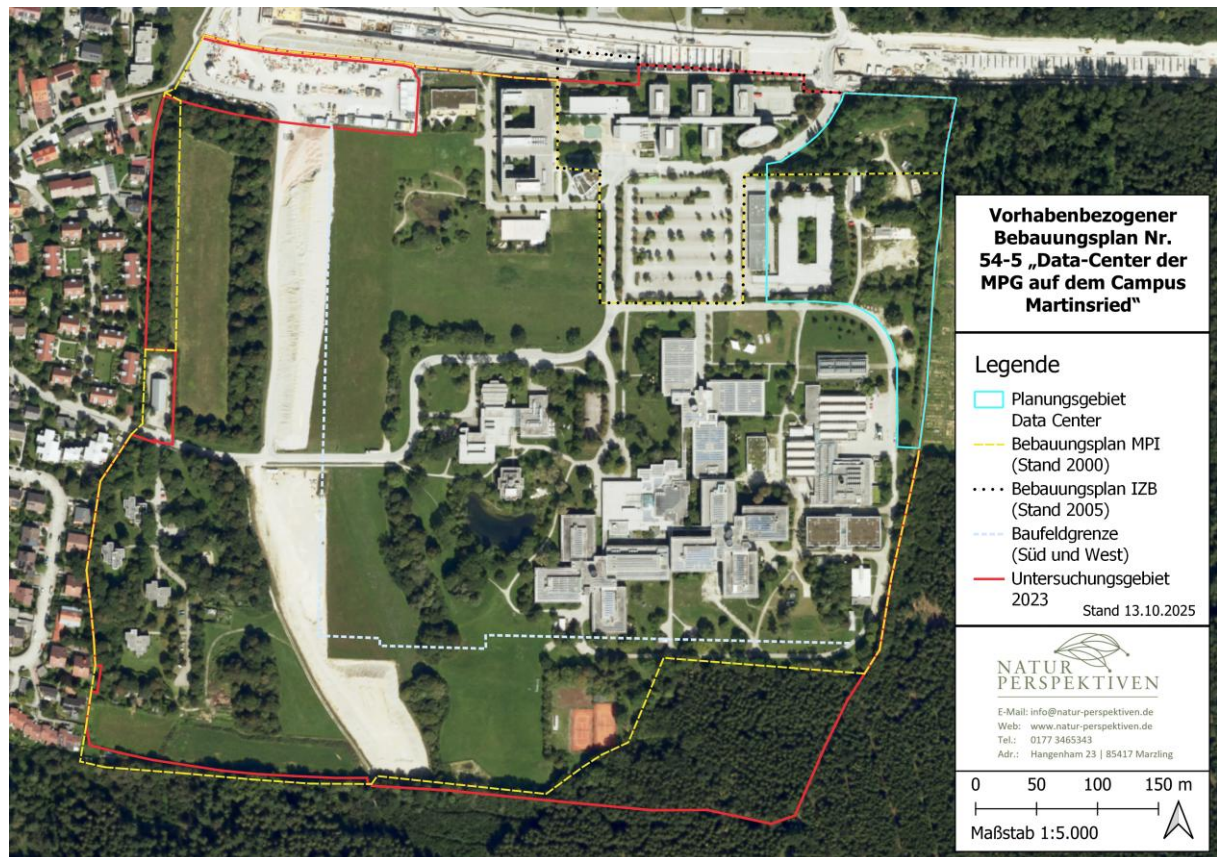 Vorhabenbezogener
Bebauungsplan Nr.
54-5 „Data-Center der
MPG auf dem Campus
Martinsried“
Legende
Planungsgebiet
Data Center
Bebauungsplan MPI
(Stand 2000)
Bebauungsplan IZB
(Stand 2005)
Baufeldgrenze
(Süd und West)
Untersuchungsgebiet
2023
Stand 13.10.2025
NATUR
PERSPEKTIVEN
E-Mail: info@natur-perspektiven.de
Web: www.natur-perspektiven.de
Tel.: 0177 3465343
Adr.: Hangenham 23 | 85417 Marzling
0 50 100 150 m
Maßstab 1:5.000